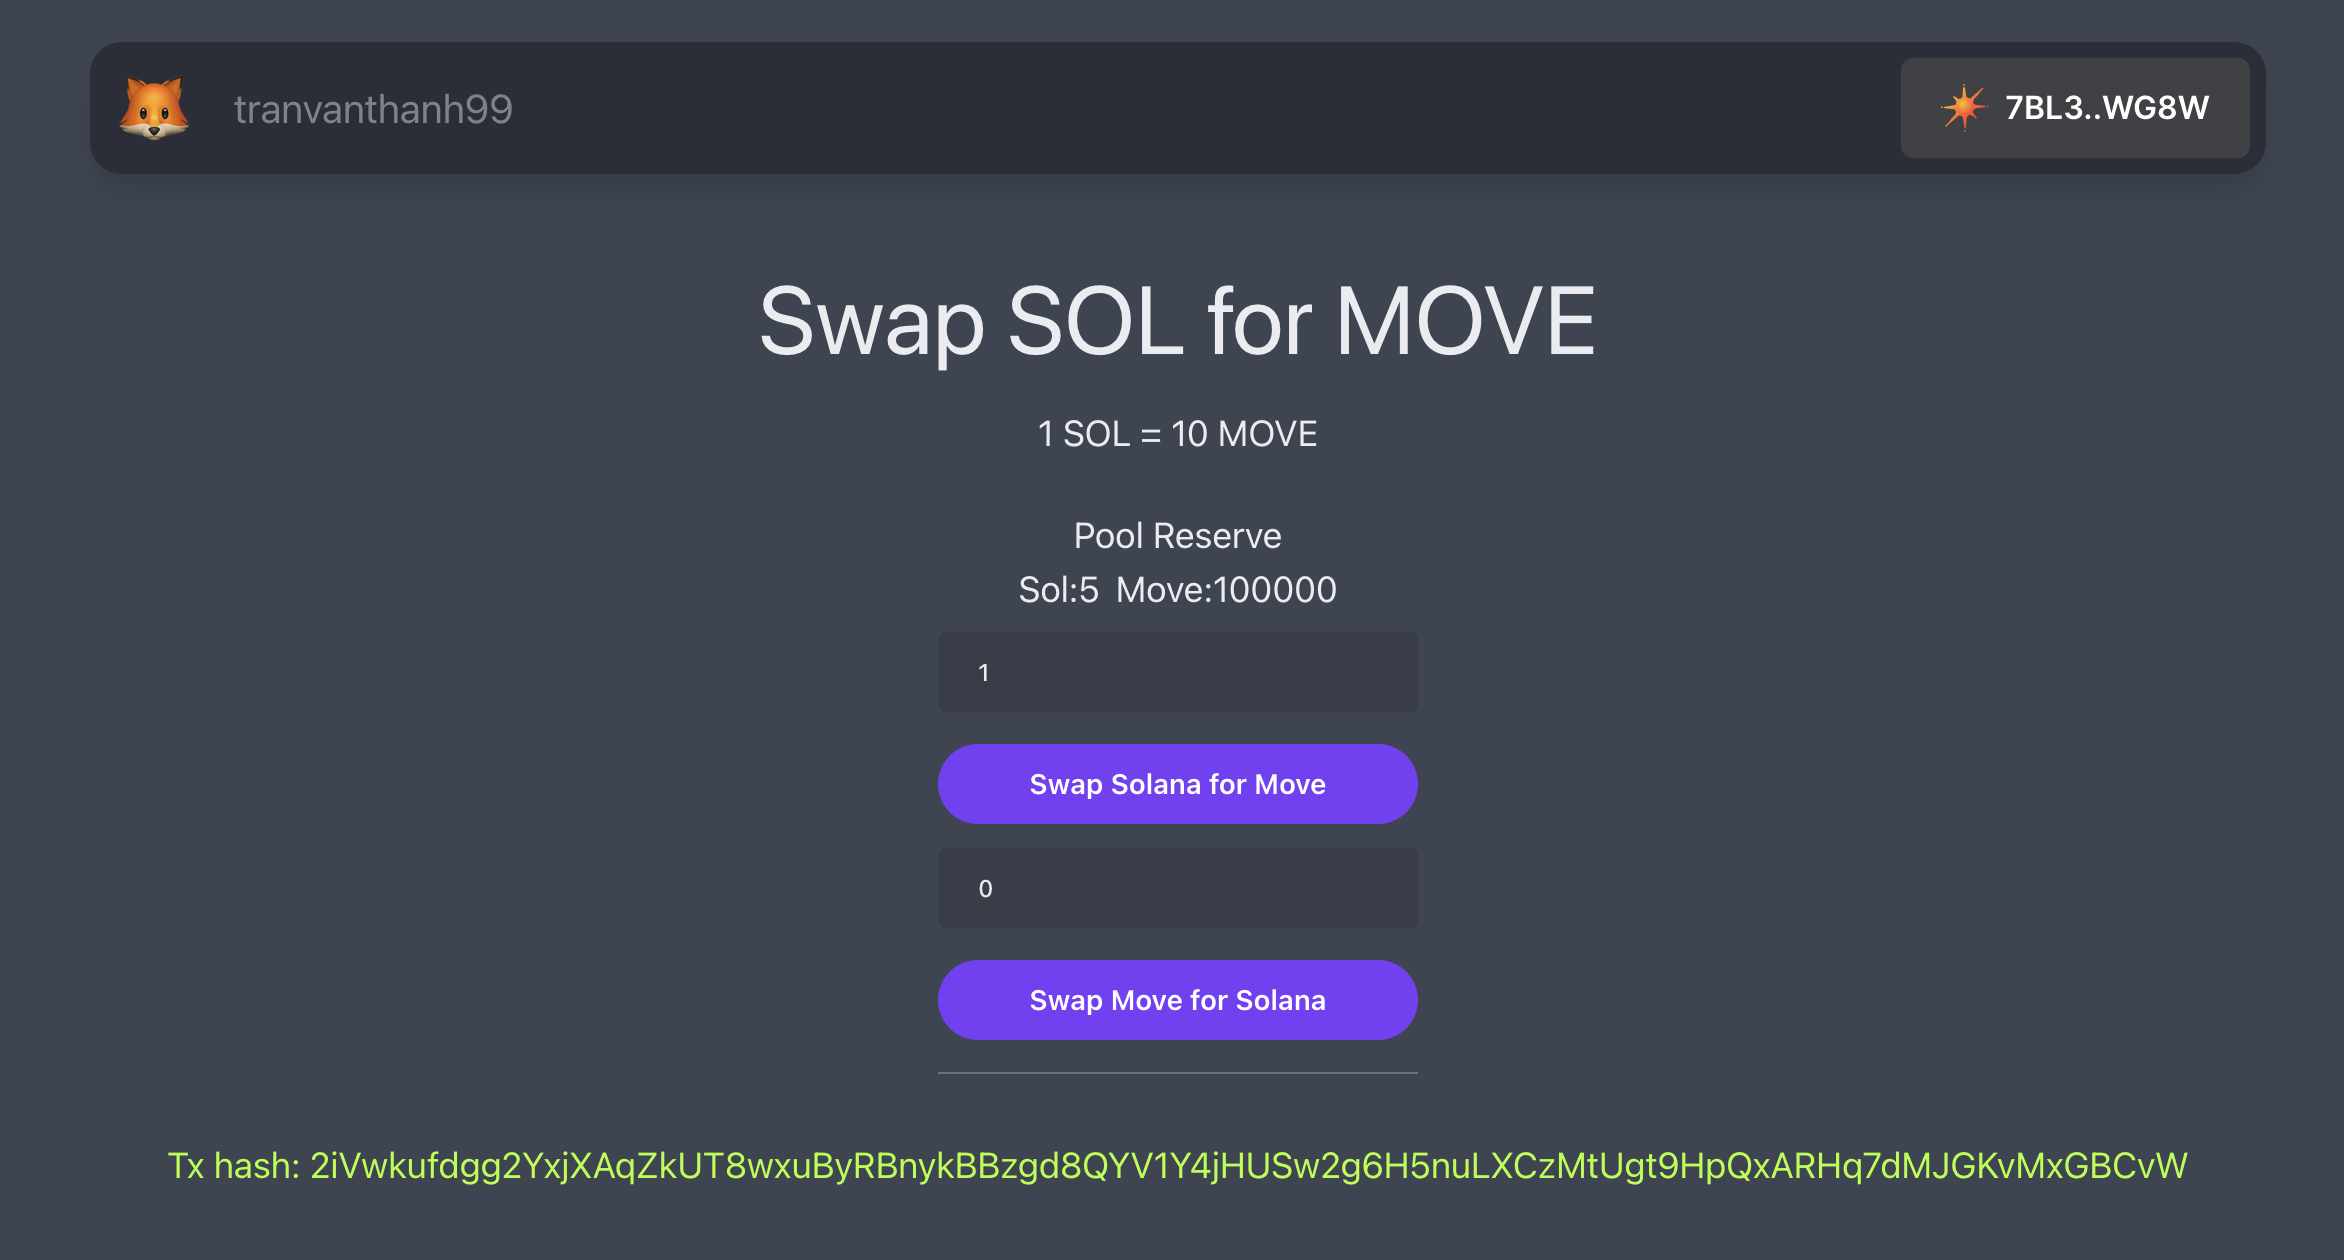 tranvanthanh99
7BL3..WG8W
Swap SOL for MOVE
1 SOL = 10 MOVE
Pool Reserve
Sol:5 Move:100000
1
Swap Solana for Move
0
Swap Move for Solana
Tx hash: 2iVwkufdgg2YxjXAqZkUT8wxuByRBnykBBzgd8QYV1Y4jHUSw2g6H5nuLXCzMtUgt9HpQxARHq7dMJGKvMxGBCvW